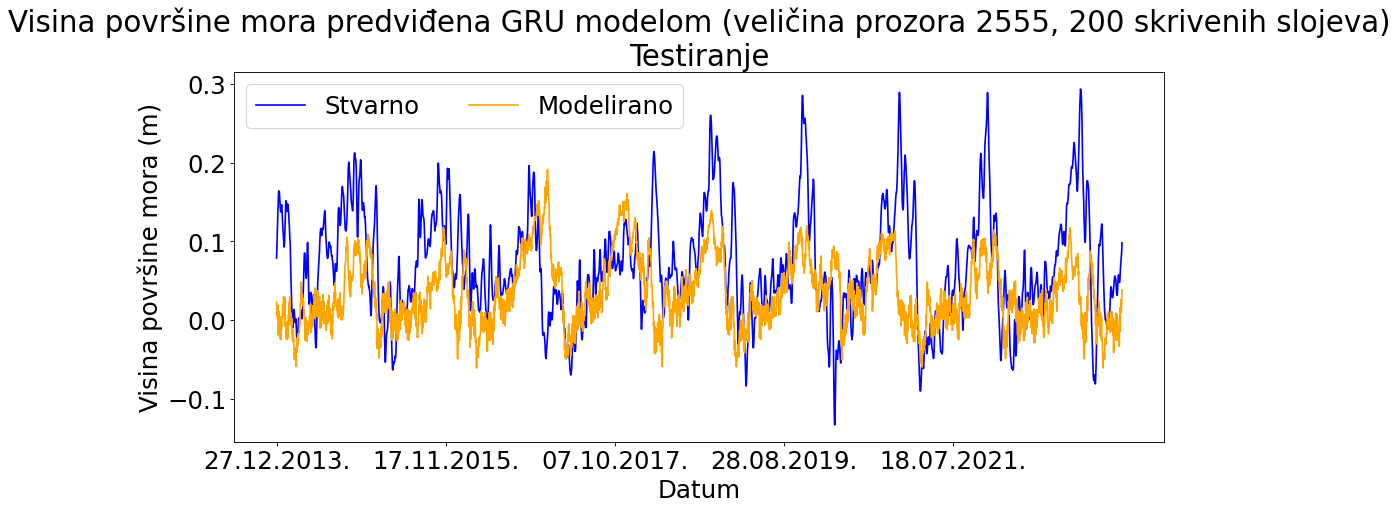 Visina površine mora predviđena GRU modelom (veličina prozora 2555, 200 skrivenih slojeva)
Testiranje
Stvarno
Modelirano
Visina površine mora (m)
0.3
0.2
0.1
0.0
−0.1
27.12.2013.
17.11.2015.
07.10.2017.
28.08.2019.
18.07.2021.
Datum